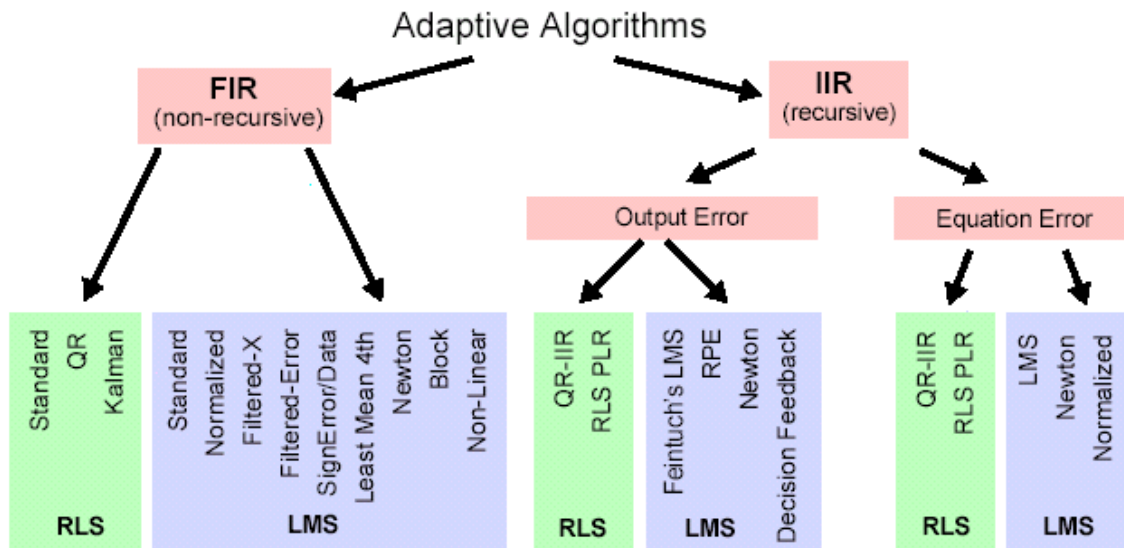 Adaptive Algorithms
FIR
(non-recursive)
IIR
(recursive)
Output Error
Equation Error
Standard
QR
Kalman
RLS
Standard
Normalized
Filtered-X
Filtered-Error
SignError/Data
Least Mean 4th
Newton
Block
Non-Linear
LMS
QR-IIR
RLS PLR
RLS
Feintuch's LMS
RPE
Newton
Decision Feedback
LMS
QR-IIR
RLS PLR
RLS
LMS
Newton
Normalized
LMS